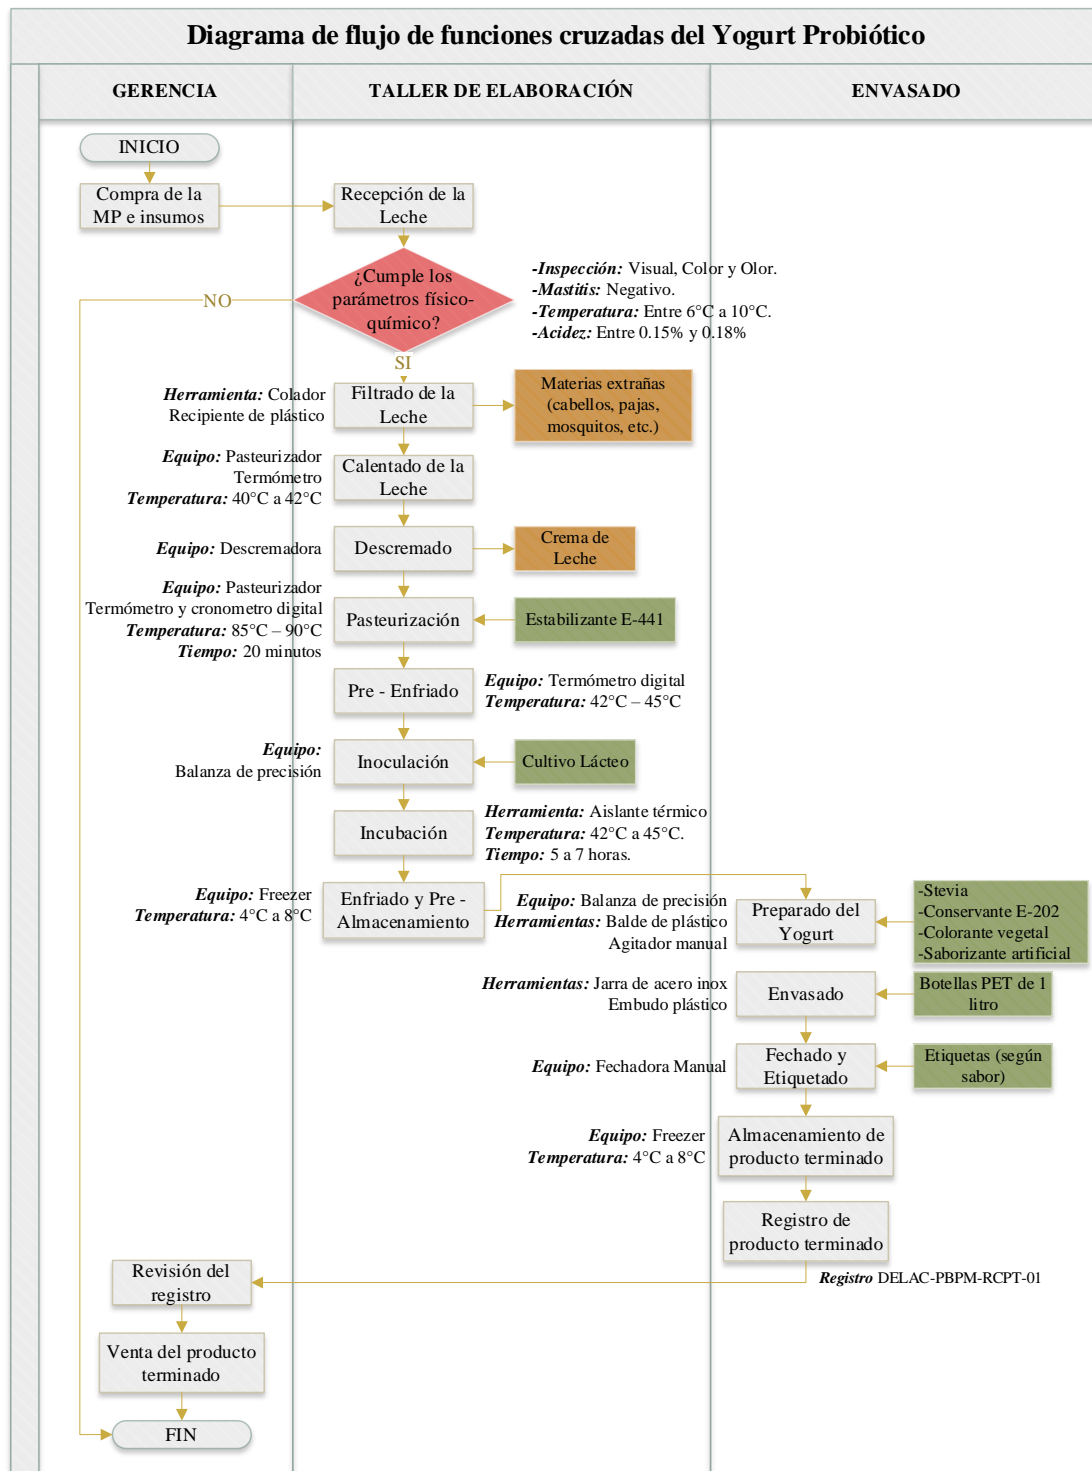 Diagrama de flujo de funciones cruzadas del Yogurt Probiótico
GERENCIA
TALLER DE ELABORACIÓN
ENVASADO
INICIO
Compra de la
MP e insumos
Recepción de la
Leche
¿Cumple los
parámetros físico-
químico?
-Inspección: Visual, Color y Olor.
-Mastitis: Negativo.
-Temperatura: Entre 6°C a 10°C.
-Acidez: Entre 0.15% y 0.18%
NO
SI
Herramienta: Colador
Recipiente de plástico
Filtrado de la
Leche
Materias extrañas
(cabellos, pajas,
mosquitos, etc.)
Equipo: Pasteurizador
Termómetro
Temperatura: 40°C a 42°C
Calentado de la
Leche
Equipo: Descremadora
Descremado
Crema de
Leche
Equipo: Pasteurizador
Termómetro y cronometro digital
Temperatura: 85°C – 90°C
Tiempo: 20 minutos
Pasteurización
Estabilizante E-441
Pre - Enfriado
Equipo: Termómetro digital
Temperatura: 42°C – 45°C
Equipo:
Balanza de precisión
Inoculación
Cultivo Lácteo
Incubación
Herramienta: Aislante térmico
Temperatura: 42°C a 45°C.
Tiempo: 5 a 7 horas.
Equipo: Freezer
Temperatura: 4°C a 8°C
Enfriado y Pre -
Almacenamiento
Equipo: Balanza de precisión
Herramientas: Balde de plástico
Agitador manual
Preparado del
Yogurt
-Stevia
-Conservante E-202
-Colorante vegetal
-Saborizante artificial
Herramientas: Jarra de acero inox
Embudo plástico
Envasado
Botellas PET de 1
litro
Equipo: Fechadora Manual
Fechado y
Etiquetado
Etiquetas (según
sabor)
Equipo: Freezer
Temperatura: 4°C a 8°C
Almacenamiento de
producto terminado
Registro de
producto terminado
Registro DELAC-PBPM-RCPT-01
Revisión del
registro
Venta del producto
terminado
FIN